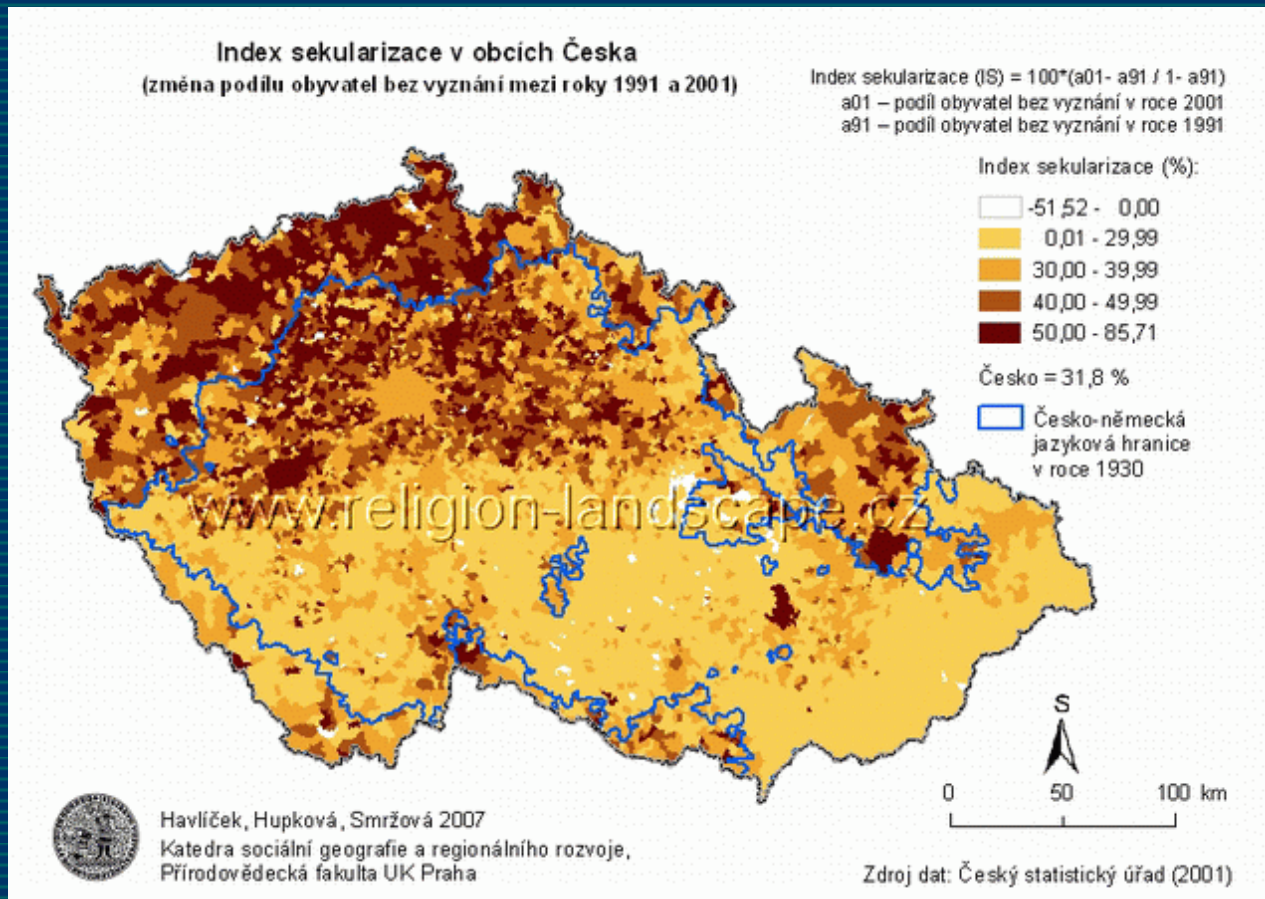 Index sekularizace v obcích Česka
(změna podílu obyvatel bez vyznání mezi roky 1991 a 2001)
Index sekularizace (IS) = 100*(a01- a91 / 1- a91)
a01 – podíl obyvatel bez vyznání v roce 2001
a91 – podíl obyvatel bez vyznání v roce 1991
Index sekularizace (%):
-51,52 - 0,00
0,01 - 29,99
30,00 - 39,99
40,00 - 49,99
50,00 - 85,71
Česko = 31,8 %
Česko-německá
jazyková hranice
v roce 1930
www.religion-landscape.cz
S
0 50 100 km
Havlíček, Hupková, Smržová 2007
Katedra sociální geografie a regionálního rozvoje,
Přírodovědecká fakulta UK Praha
Zdroj dat: Český statistický úřad (2001)